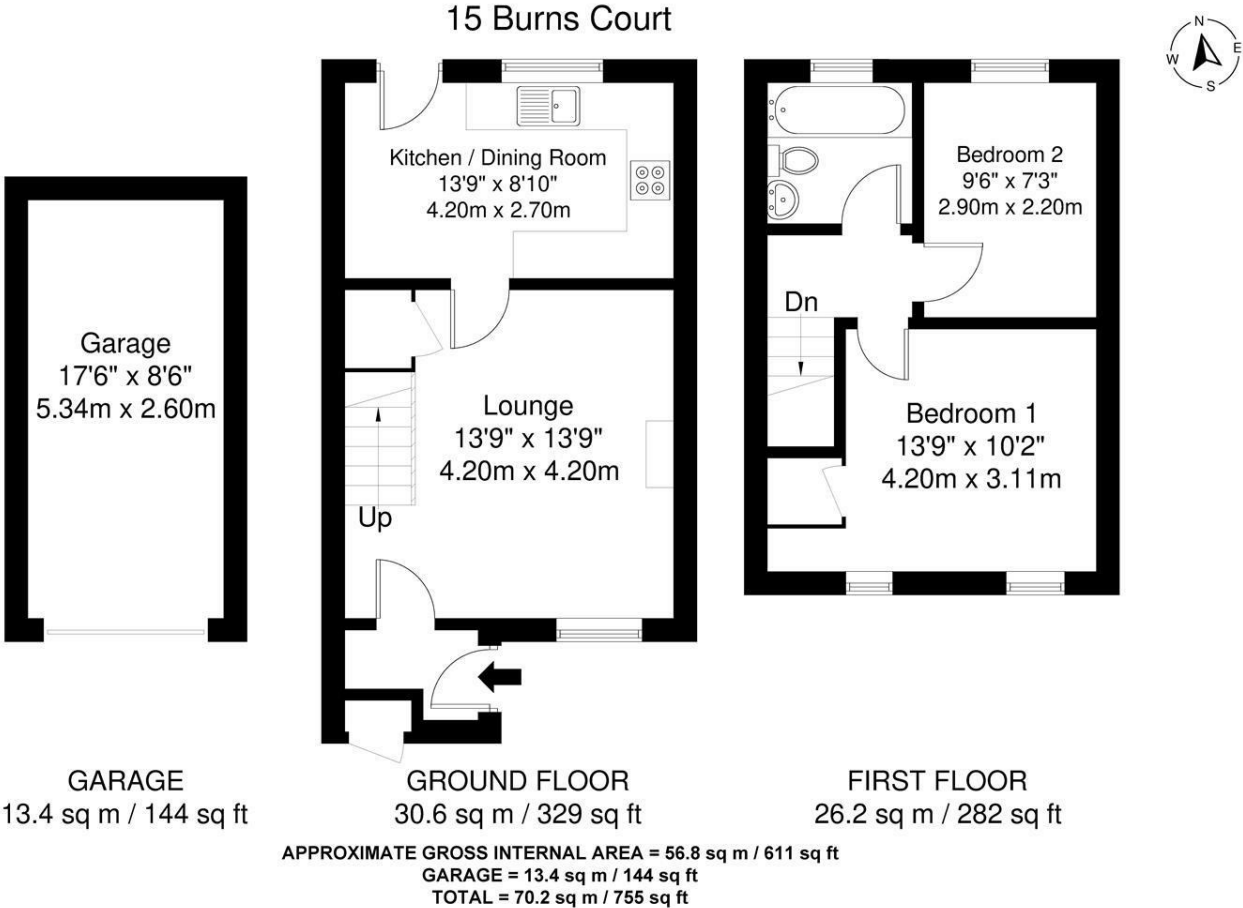 15 Burns Court
N
W
E
S
Kitchen / Dining Room
13'9" x 8'10"
4.20m x 2.70m
Bedroom 2
9'6" x 7'3"
2.90m x 2.20m
Garage
17'6" x 8'6"
5.34m x 2.60m
Lounge
13'9" x 13'9"
4.20m x 4.20m
Up
Dn
Bedroom 1
13'9" x 10'2"
4.20m x 3.11m
GARAGE
13.4 sq m / 144 sq ft
GROUND FLOOR
30.6 sq m / 329 sq ft
FIRST FLOOR
26.2 sq m / 282 sq ft
APPROXIMATE GROSS INTERNAL AREA = 56.8 sq m / 611 sq ft
GARAGE = 13.4 sq m / 144 sq ft
TOTAL = 70.2 sq m / 755 sq ft